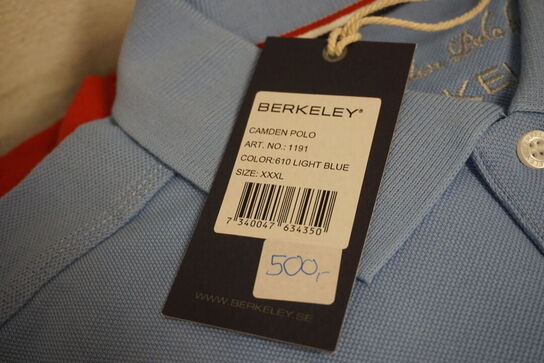 BERKELEY®
CAMDEN POLO
ART. NO.: 1191
COLOR:610 LIGHT BLUE
SIZE: XXXL
7 340047 634350
500,-
WWW.BERKELEY.SE